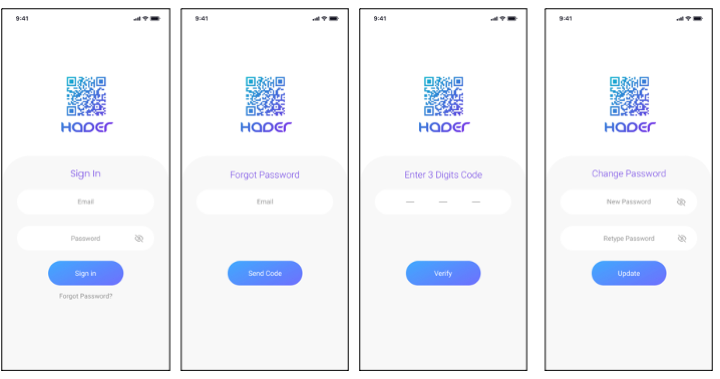 9:41
HADER
Sign In
Email
Password
Sign in
Forgot Password?
9:41
HADER
Forgot Password
Email
Send Code
9:41
HADER
Enter 3 Digits Code
Verify
9:41
HADER
Change Password
New Password
Retype Password
Update